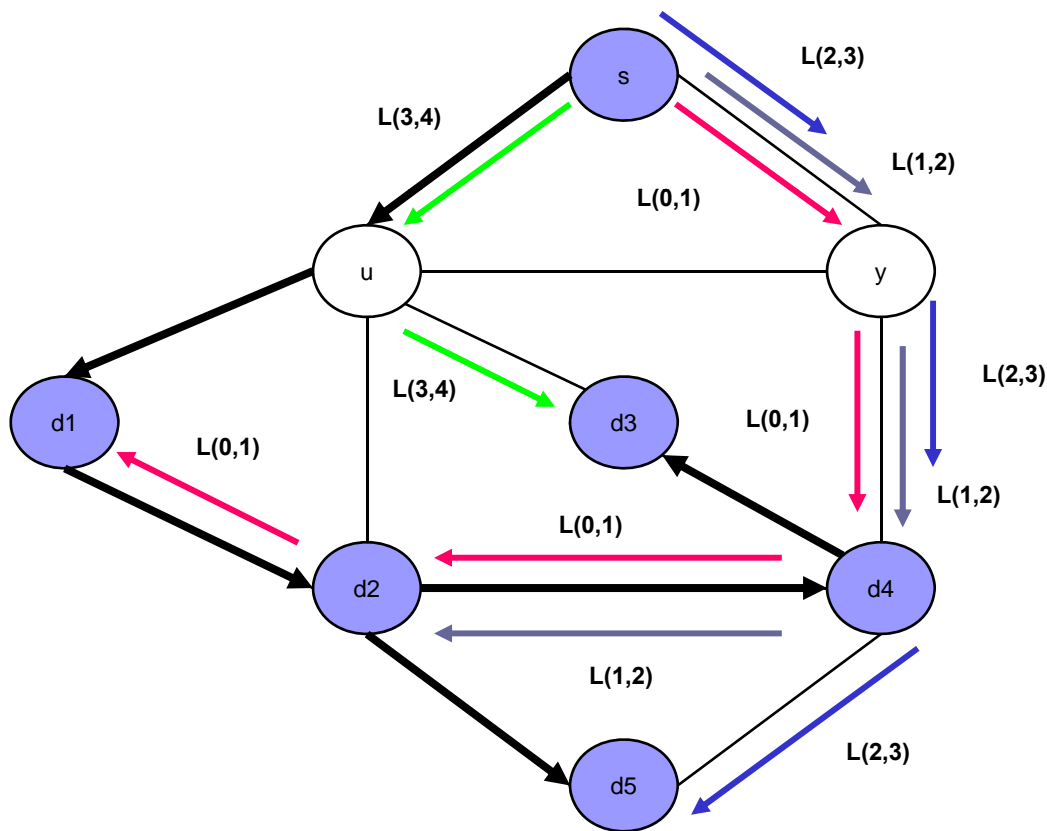 s
L(2,3)
L(3,4)
L(1,2)
L(0,1)
u
y
L(3,4)
L(2,3)
d1
d3
L(0,1)
L(0,1)
L(1,2)
L(0,1)
d2
d4
L(1,2)
L(2,3)
d5